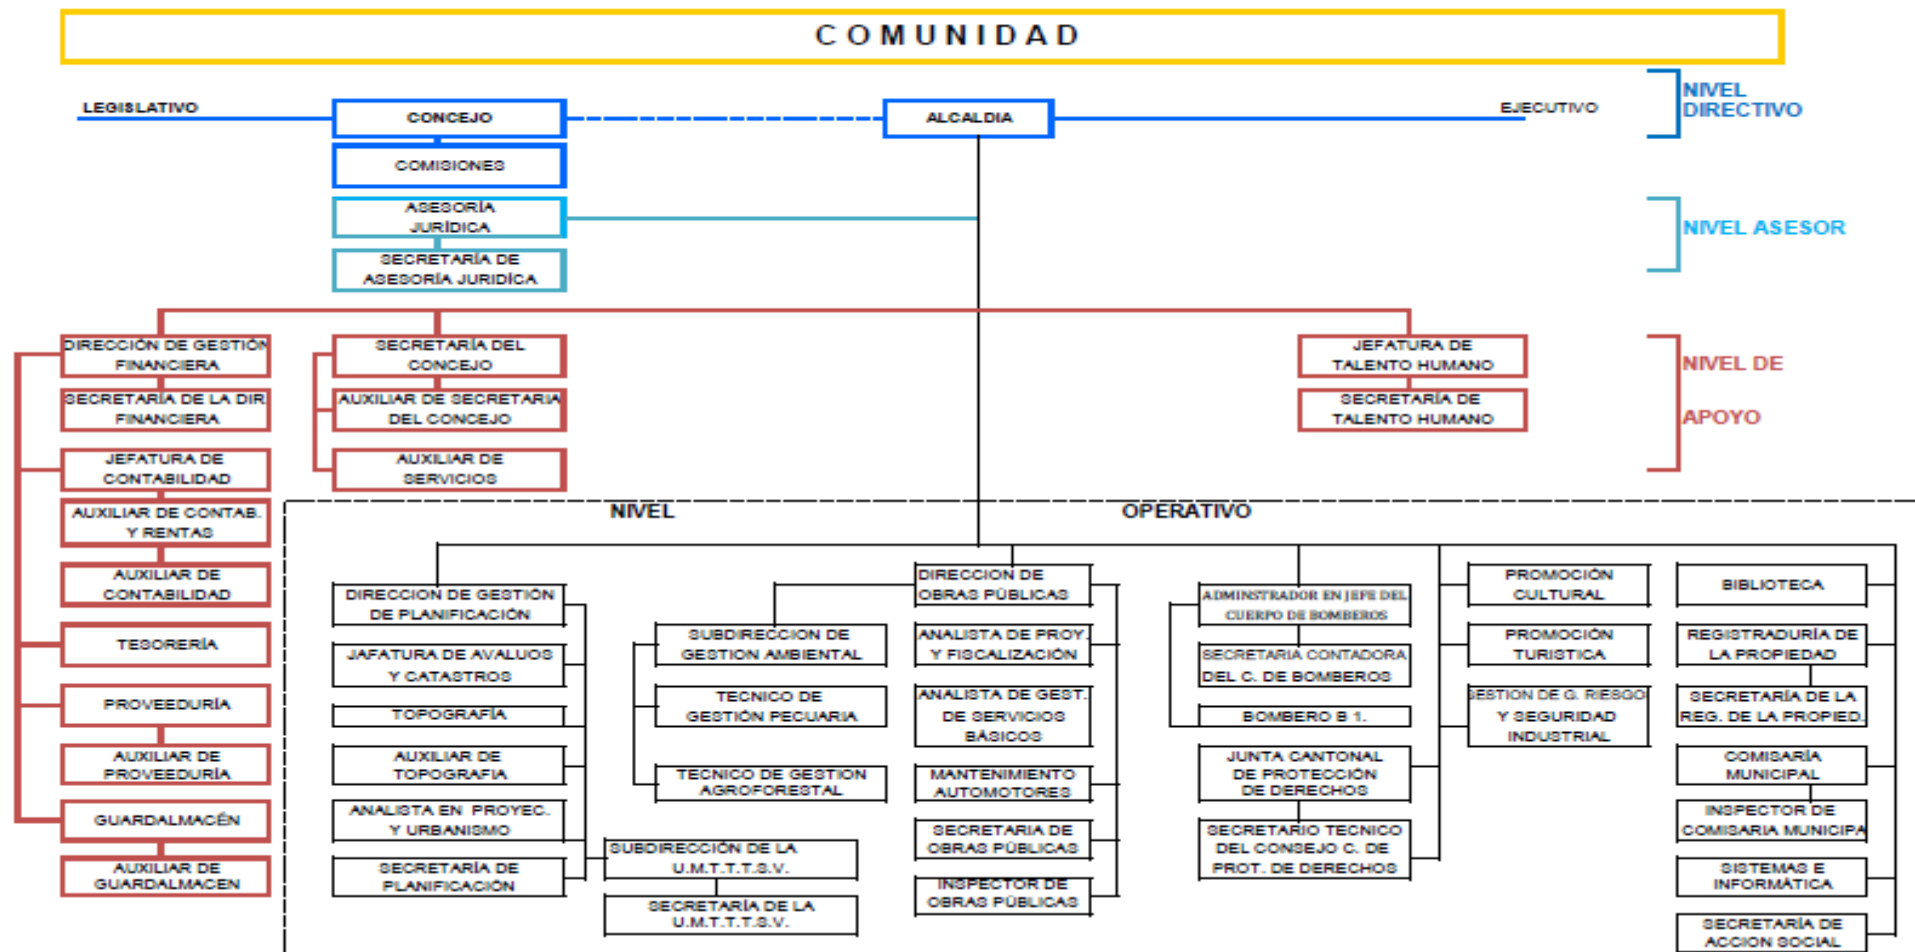 COMUNIDAD
NIVEL
DIRECTIVO
LEGISLATIVO
CONCEJO
ALCALDIA
EJECUTIVO
COMISIONES
ASESORÍA
JURÍDICA
NIVEL ASESOR
SECRETARÍA DE
ASESORÍA JURIDÍCA
DIRECCIÓN DE GESTIÓN
FINANCIERA
SECRETARÍA DEL
CONCEJO
JEFATURA DE
TALENTO HUMANO
NIVEL DE
APOYO
SECRETARÍA DE LA DIR.
FINANCIERA
AUXILIAR DE SECRETARIA
DEL CONCEJO
SECRETARÍA DE
TALENTO HUMANO
JEFATURA DE
CONTABILIDAD
AUXILIAR DE
SERVICIOS
AUXILIAR DE CONTAB.
Y RENTAS
AUXILIAR DE
CONTABILIDAD
TESORERÍA
PROVEEDURÍA
AUXILIAR DE
PROVEEDURÍA
GUARDALMACÉN
AUXILIAR DE
GUARDALMACEN
NIVEL OPERATIVO
DIRECCION DE GESTIÓN
DE PLANIFICACIÓN
JAFATURA DE AVALUOS
Y CATASTROS
TOPOGRAFÍA
AUXILIAR DE
TOPOGRAFIA
ANALISTA EN PROYEC.
Y URBANISMO
SECRETARÍA DE
PLANIFICACIÓN
SUBDIRECCIÓN DE LA
U.M.T.T.T.S.V.
SECRETARÍA DE LA
U.M.T.T.T.S.V.
SUBDIRECCION DE
GESTION AMBIENTAL
TECNICO DE
GESTIÓN PECUARIA
TECNICO DE GESTION
AGROFORESTAL
DIRECCION DE
OBRAS PÚBLICAS
ANALISTA DE PROY.
Y FISCALIZACIÓN
ANALISTA DE GEST.
DE SERVICIOS
BÁSICOS
MANTENIMIENTO
AUTOMOTORES
SECRETARIA DE
OBRAS PÚBLICAS
INSPECTOR DE
OBRAS PÚBLICAS
ADMINSTRADOR EN JEFE DEL
CUERPO DE BOMBEROS
SECRETARIA CONTADORA
DEL C. DE BOMBEROS
BOMBERO B 1.
JUNTA CANTONAL
DE PROTECCIÓN
DE DERECHOS
SECRETARIO TECNICO
DEL CONSEJO C. DE
PROT. DE DERECHOS
PROMOCIÓN
CULTURAL
PROMOCIÓN
TURISTICA
GESTION DE G. RIESGO
Y SEGURIDAD
INDUSTRIAL
BIBLIOTECA
REGISTRADURÍA DE
LA PROPIEDAD
SECRETARÍA DE LA
REG. DE LA PROPIED.
COMISARÍA
MUNICIPAL
INSPECTOR DE
COMISARIA MUNICIPA
SISTEMAS E
INFORMÁTICA
SECRETARÍA DE
ACCION SOCIAL